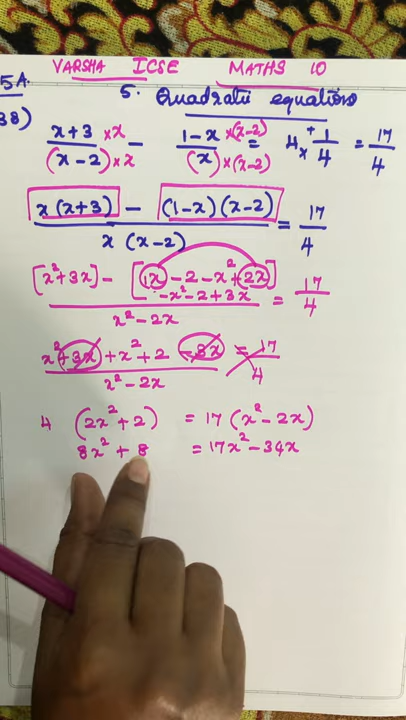 VARSHA ICSE MATHS 10
5A. 5. Quadratic equations
38) (x+3)×x/(x-2)×x - (1-x)×(x-2)/(x)×(x-2) = 4 × + 1/4 = 17/4
x(x+3) - (1-x)(x-2) / x(x-2) = 17/4
[x²+3x] - [1x - 2 - x² + 2x] / x² - 2x = 17/4
-x² - 2 + 3x
x² + 3x + x² + 2 - 3x / x² - 2x = 17/4
4 (2x² + 2) = 17 (x² - 2x)
8x² + 8 = 17x² - 34x